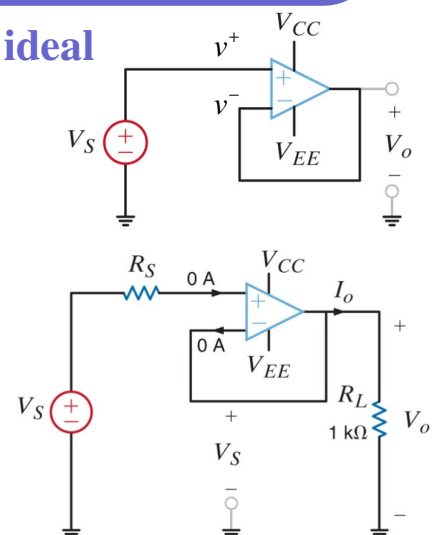 ideal
V_CC
v⁺
+
−
v⁻
V_S
+
−
V_EE
+
V_o
−
R_S
0 A
V_CC
I_o
+
−
0 A
V_EE
V_S
+
−
+
V_S
−
R_L
1 kΩ
+
V_o
−